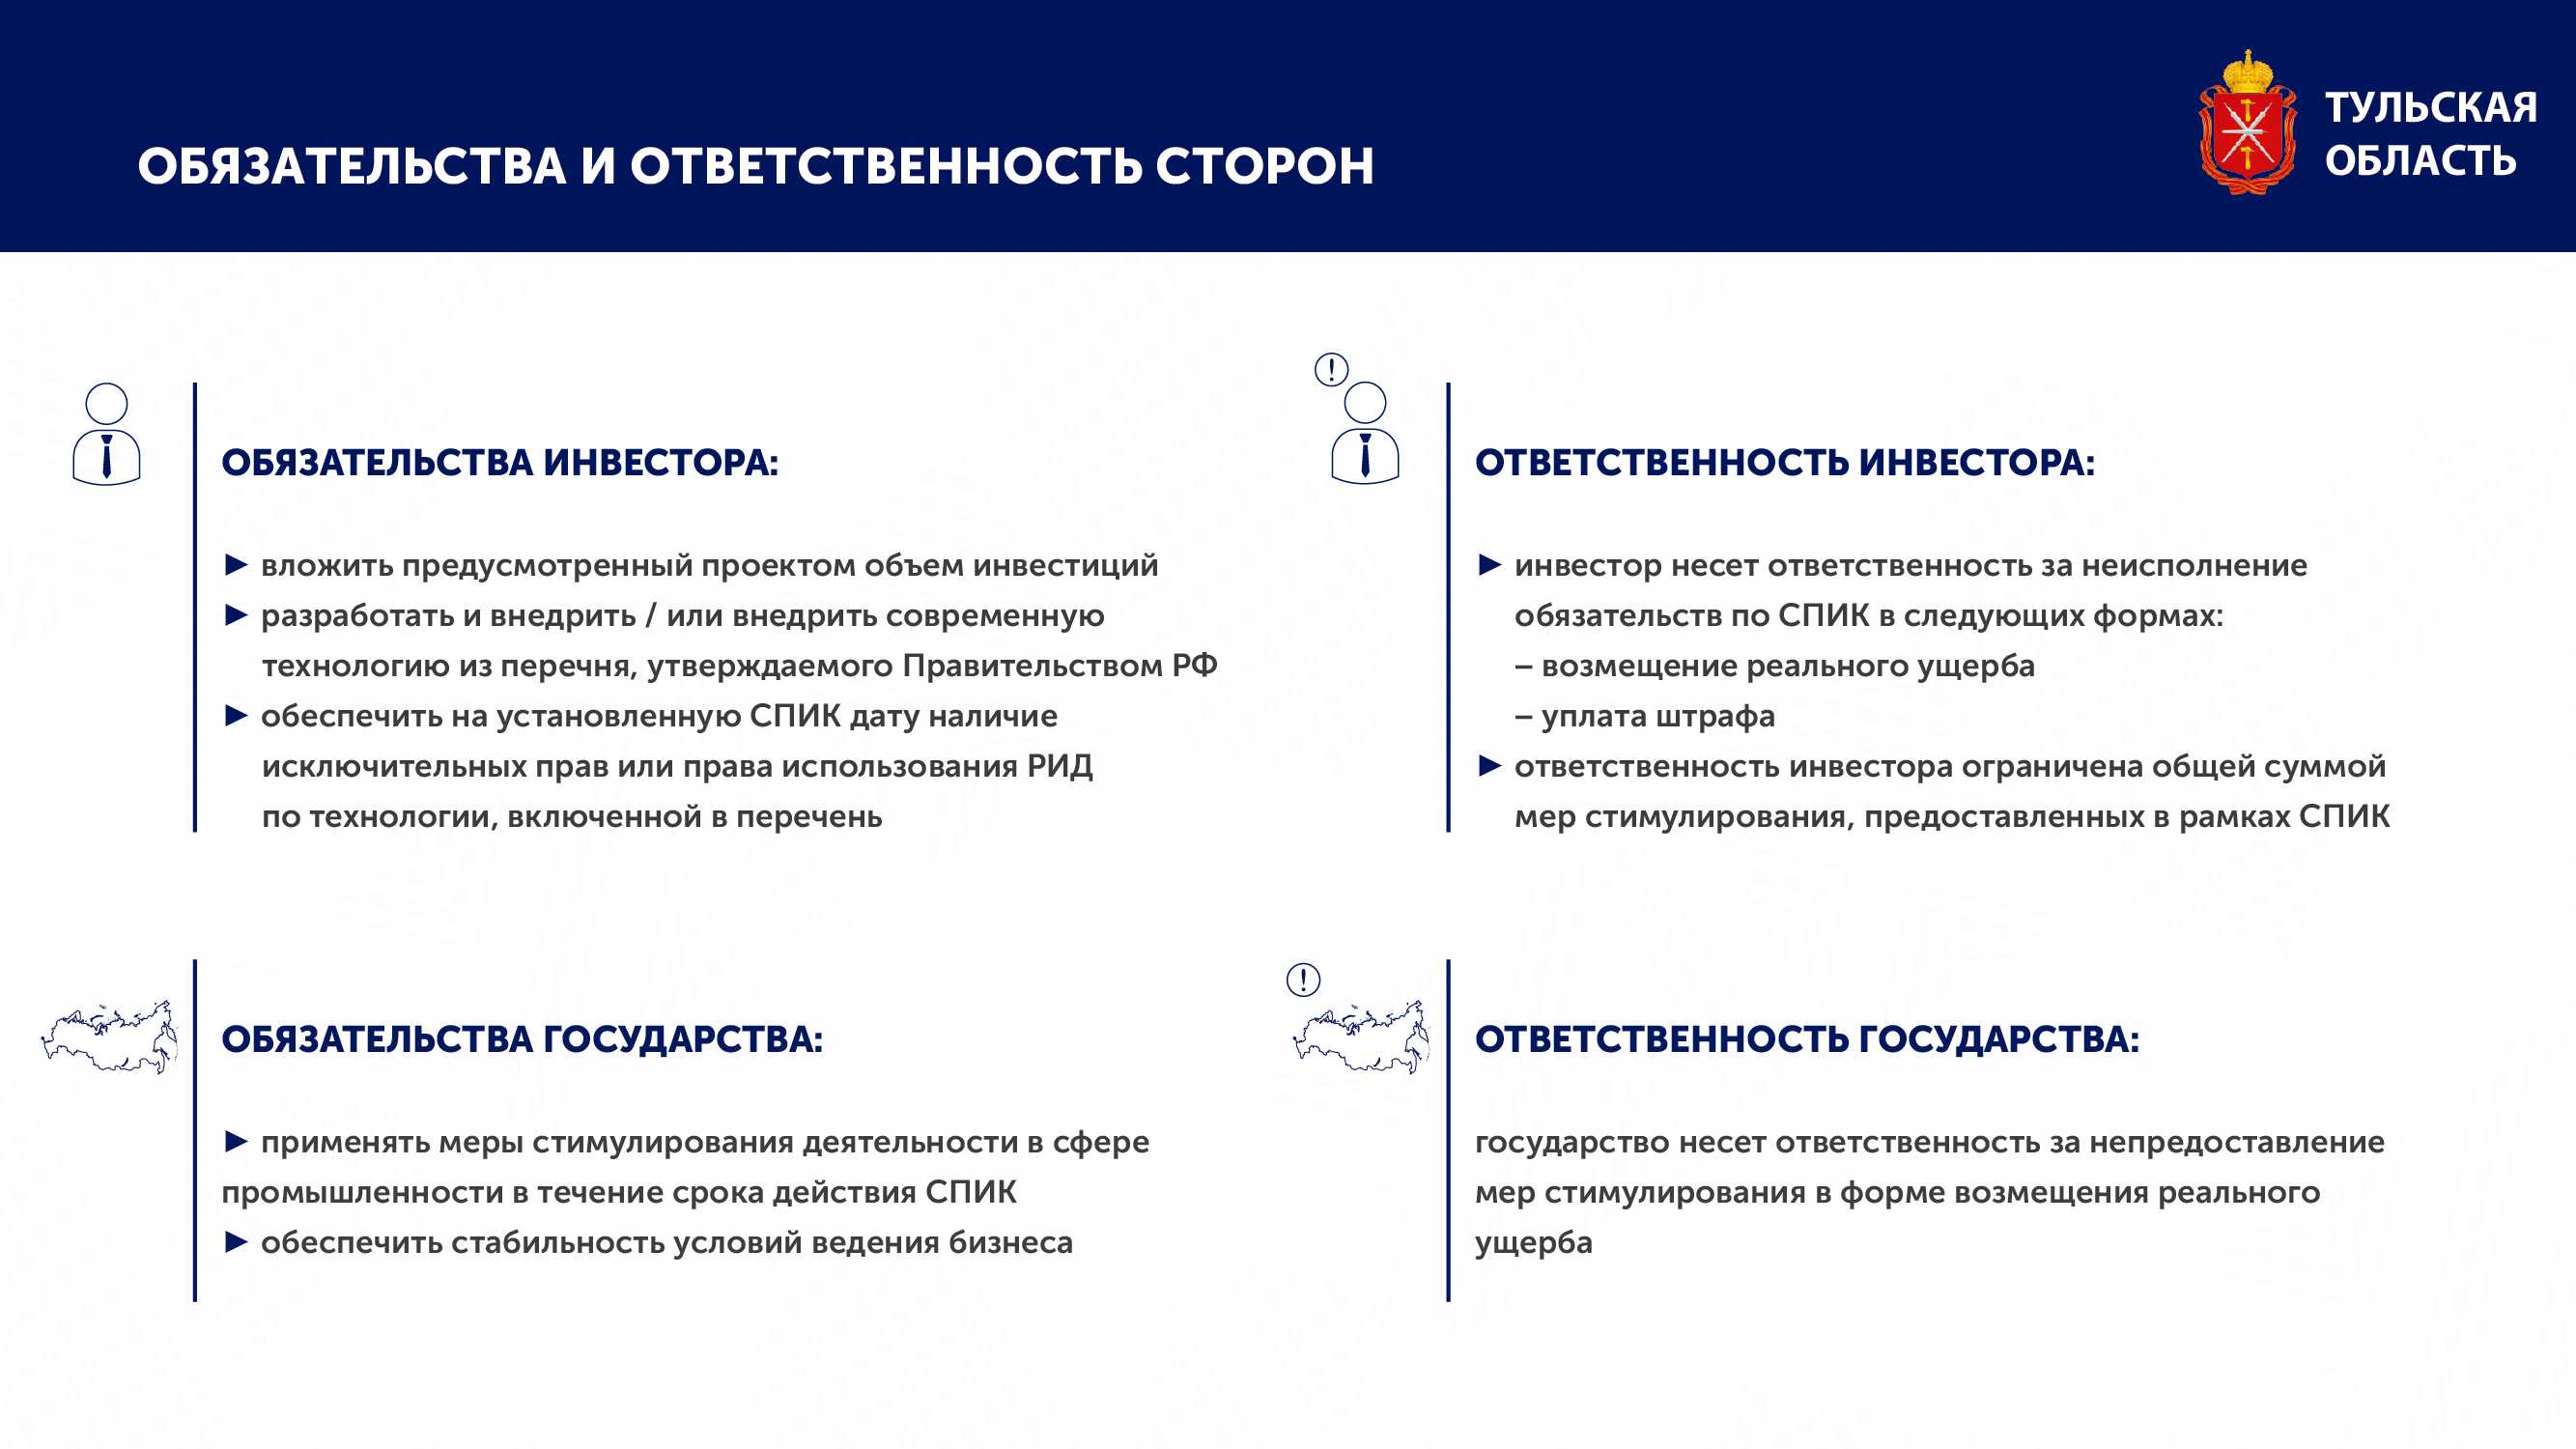 ОБЯЗАТЕЛЬСТВА И ОТВЕТСТВЕННОСТЬ СТОРОН
ТУЛЬСКАЯ
ОБЛАСТЬ
ОБЯЗАТЕЛЬСТВА ИНВЕСТОРА:
► вложить предусмотренный проектом объем инвестиций
► разработать и внедрить / или внедрить современную
технологию из перечня, утверждаемого Правительством РФ
► обеспечить на установленную СПИК дату наличие
исключительных прав или права использования РИД
по технологии, включенной в перечень
! ОТВЕТСТВЕННОСТЬ ИНВЕСТОРА:
► инвестор несет ответственность за неисполнение
обязательств по СПИК в следующих формах:
– возмещение реального ущерба
– уплата штрафа
► ответственность инвестора ограничена общей суммой
мер стимулирования, предоставленных в рамках СПИК
ОБЯЗАТЕЛЬСТВА ГОСУДАРСТВА:
► применять меры стимулирования деятельности в сфере
промышленности в течение срока действия СПИК
► обеспечить стабильность условий ведения бизнеса
! ОТВЕТСТВЕННОСТЬ ГОСУДАРСТВА:
государство несет ответственность за непредоставление
мер стимулирования в форме возмещения реального
ущерба